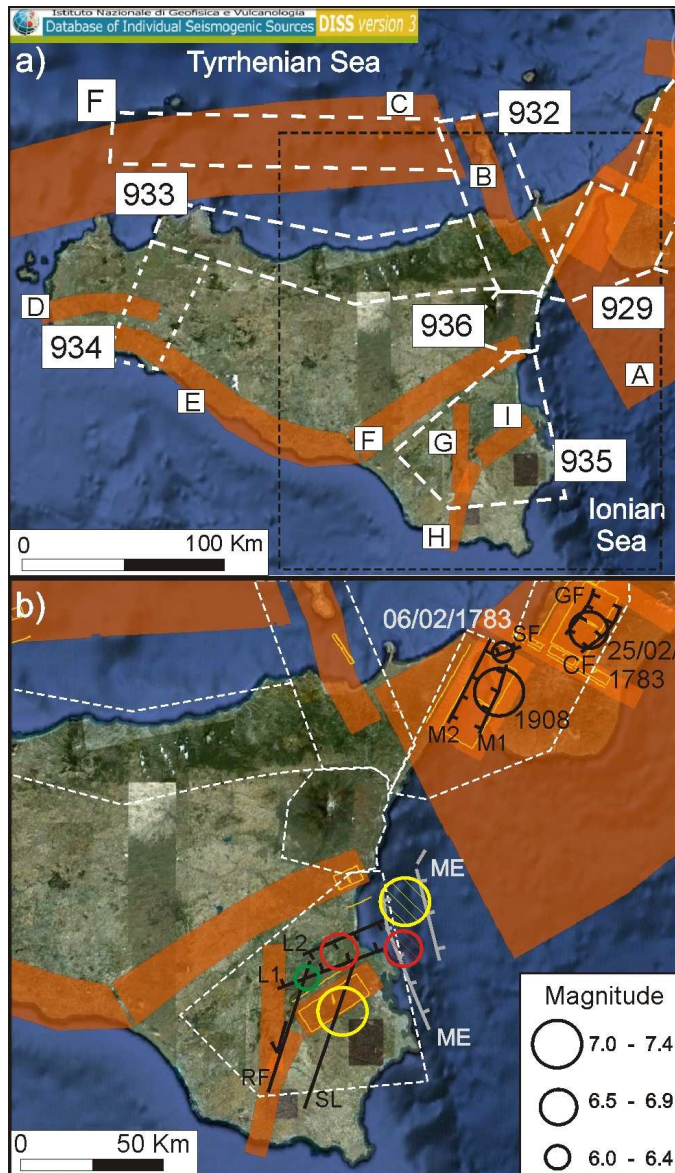 Istituto Nazionale di Geofisica e Vulcanologia
Database of Individual Seismogenic Sources DISS version 3
a)
Tyrrhenian Sea
F
C
932
B
933
D
936
929
934
A
E
I
F
G
935
H
Ionian
Sea
0
100 Km
b)
06/02/1783
GF
SF
25/02/
CF
1783
1908
M2
M1
ME
L2
L1
ME
RF
SL
Magnitude
7.0 - 7.4
6.5 - 6.9
6.0 - 6.4
0
50 Km